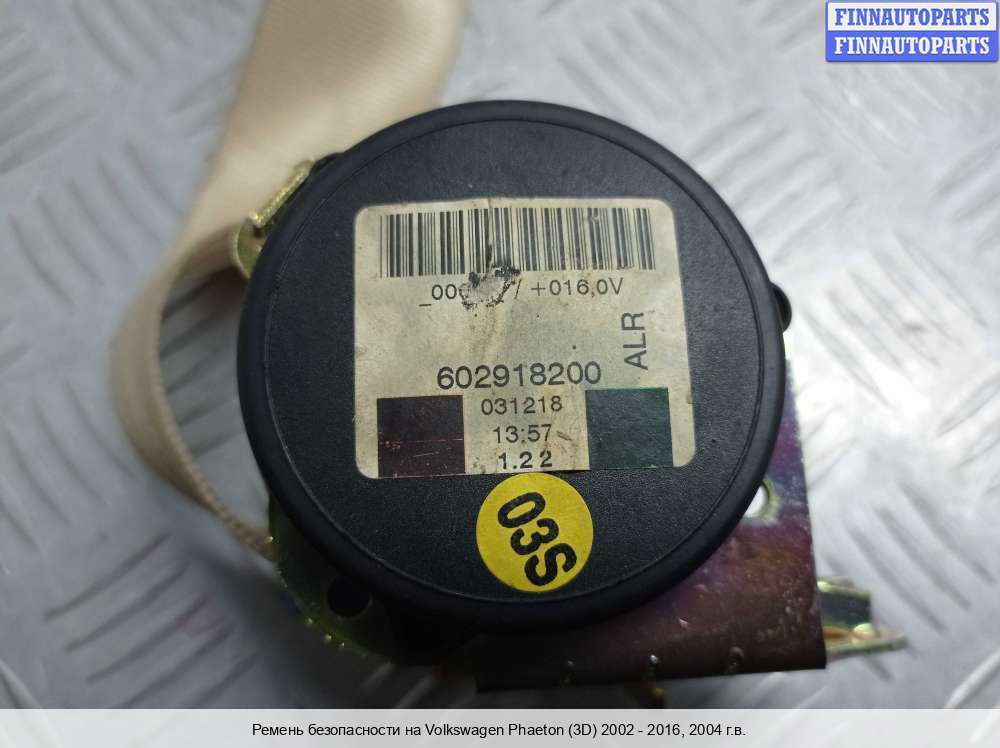 FINNAUTOPARTS
FINNAUTOPARTS
+016,0V
ALR
602918200
031218
13:57
1.22
03S
Ремень безопасности на Volkswagen Phaeton (3D) 2002 - 2016, 2004 г.в.